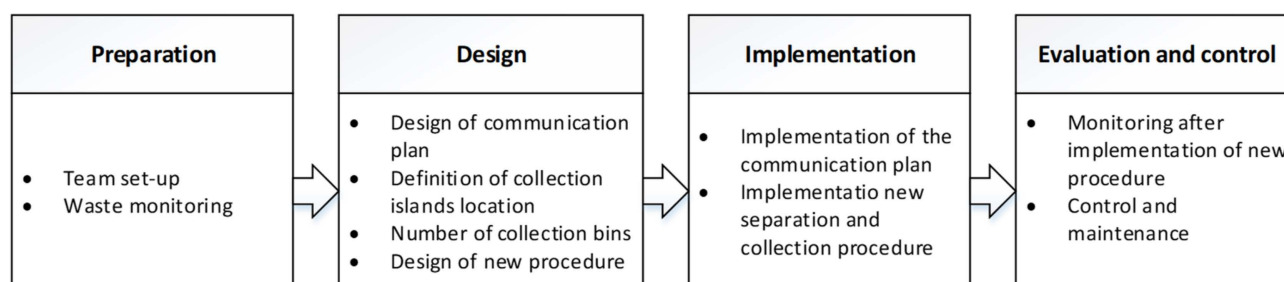 Preparation
• Team set-up
• Waste monitoring
Design
• Design of communication
plan
• Definition of collection
islands location
• Number of collection bins
• Design of new procedure
Implementation
• Implementation of the
communication plan
• Implementatio new
separation and
collection procedure
Evaluation and control
• Monitoring after
implementation of new
procedure
• Control and
maintenance